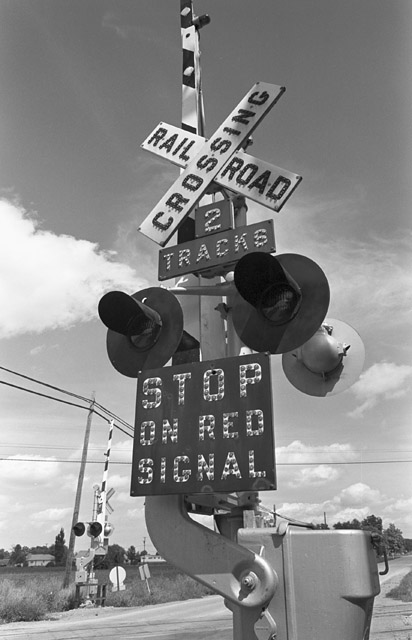 RAIL ROAD
CROSSING
2
TRACKS
STOP
ON RED
SIGNAL